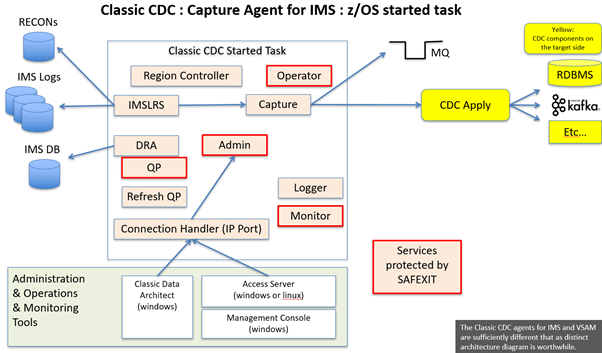 Classic CDC : Capture Agent for IMS : z/OS started task
RECONs
IMS Logs
IMS DB
Classic CDC Started Task
Region Controller
Operator
IMSLRS
Capture
DRA
QP
Admin
Refresh QP
Logger
Monitor
Connection Handler (IP Port)
MQ
CDC Apply
Yellow:
CDC components on
the target side
RDBMS
kafka
Etc...
Services
protected by
SAFEXIT
Administration
& Operations
& Monitoring
Tools
Classic Data
Architect
(windows)
Access Server
(windows or linux)
Management Console
(windows)
The Classic CDC agents for IMS and VSAM
are sufficiently different that as distinct
architecture diagram is worthwhile.